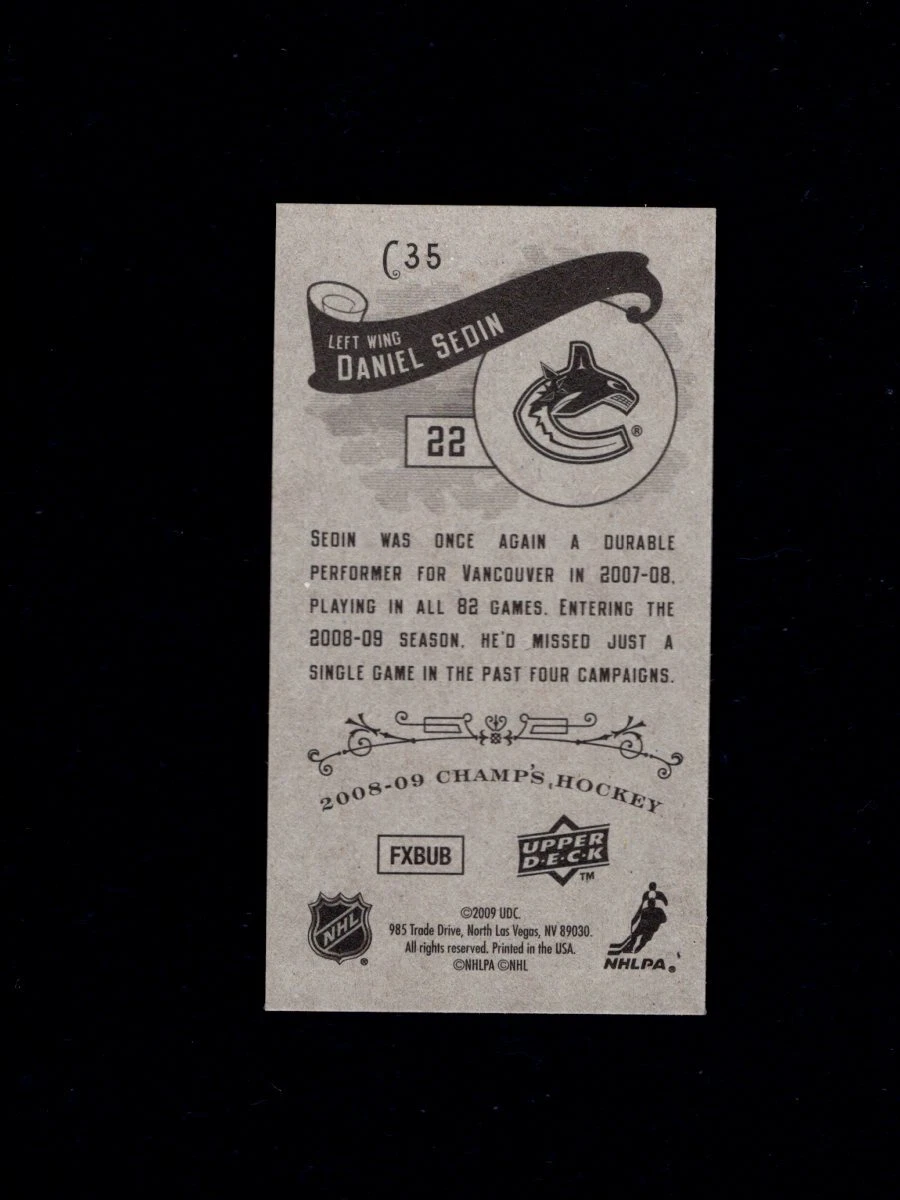 C35
LEFT WING
DANIEL SEDIN
22
®
SEDIN WAS ONCE AGAIN A DURABLE
PERFORMER FOR VANCOUVER IN 2007-08,
PLAYING IN ALL 82 GAMES. ENTERING THE
2008-09 SEASON, HE'D MISSED JUST A
SINGLE GAME IN THE PAST FOUR CAMPAIGNS.
2008-09 CHAMP'S HOCKEY
FXBUB
UPPER
D·E·C·K
TM
NHL ®
©2009 UDC.
985 Trade Drive, North Las Vegas, NV 89030.
All rights reserved. Printed in the USA.
©NHLPA ©NHL
NHLPA®